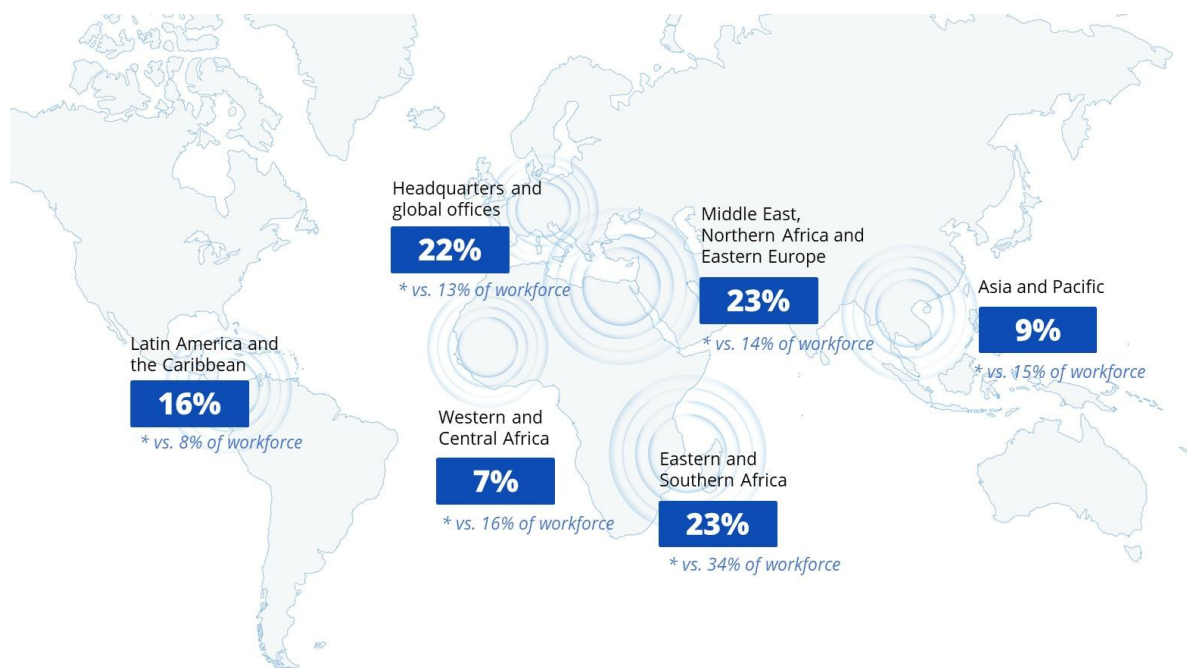 Headquarters and
global offices
22%
* vs. 13% of workforce
Middle East,
Northern Africa and
Eastern Europe
23%
* vs. 14% of workforce
Asia and Pacific
9%
* vs. 15% of workforce
Latin America and
the Caribbean
16%
* vs. 8% of workforce
Western and
Central Africa
7%
* vs. 16% of workforce
Eastern and
Southern Africa
23%
* vs. 34% of workforce